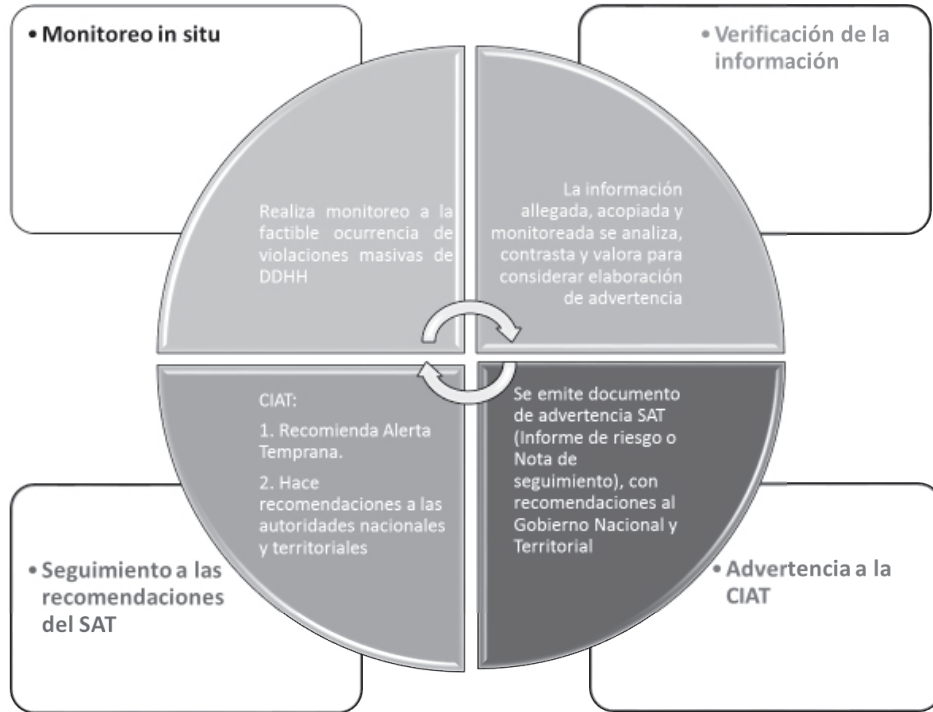 • Monitoreo in situ
• Verificación de la
información
Realiza monitoreo a la
factible ocurrencia de
violaciones masivas de
DDHH
La información
allegada, acopiada y
monitoreada se analiza,
contrasta y valora para
considerar elaboración
de advertencia
CIAT:
1. Recomienda Alerta
Temprana.
2. Hace
recomendaciones a las
autoridades nacionales
y territoriales
Se emite documento
de advertencia SAT
(Informe de riesgo o
Nota de
seguimiento), con
recomendaciones al
Gobierno Nacional y
Territorial
• Seguimiento a las
recomendaciones
del SAT
• Advertencia a la
CIAT